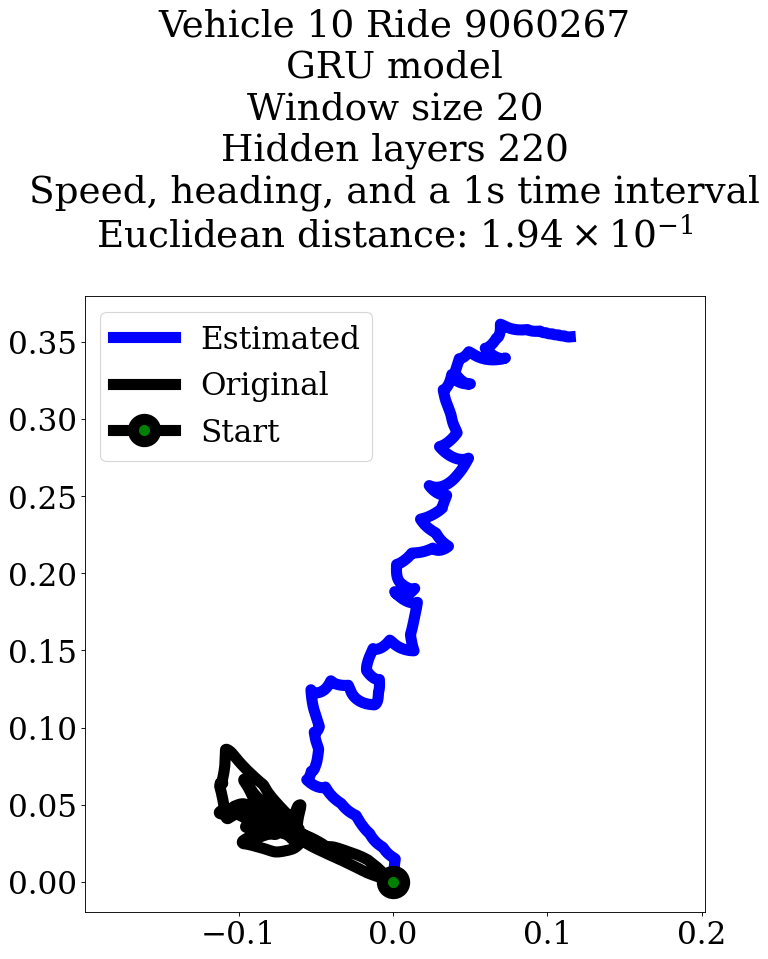 Vehicle 10 Ride 9060267
GRU model
Window size 20
Hidden layers 220
Speed, heading, and a 1s time interval
Euclidean distance: 1.94 × 10⁻¹
Estimated
Original
Start
0.35
0.30
0.25
0.20
0.15
0.10
0.05
0.00
−0.1
0.0
0.1
0.2